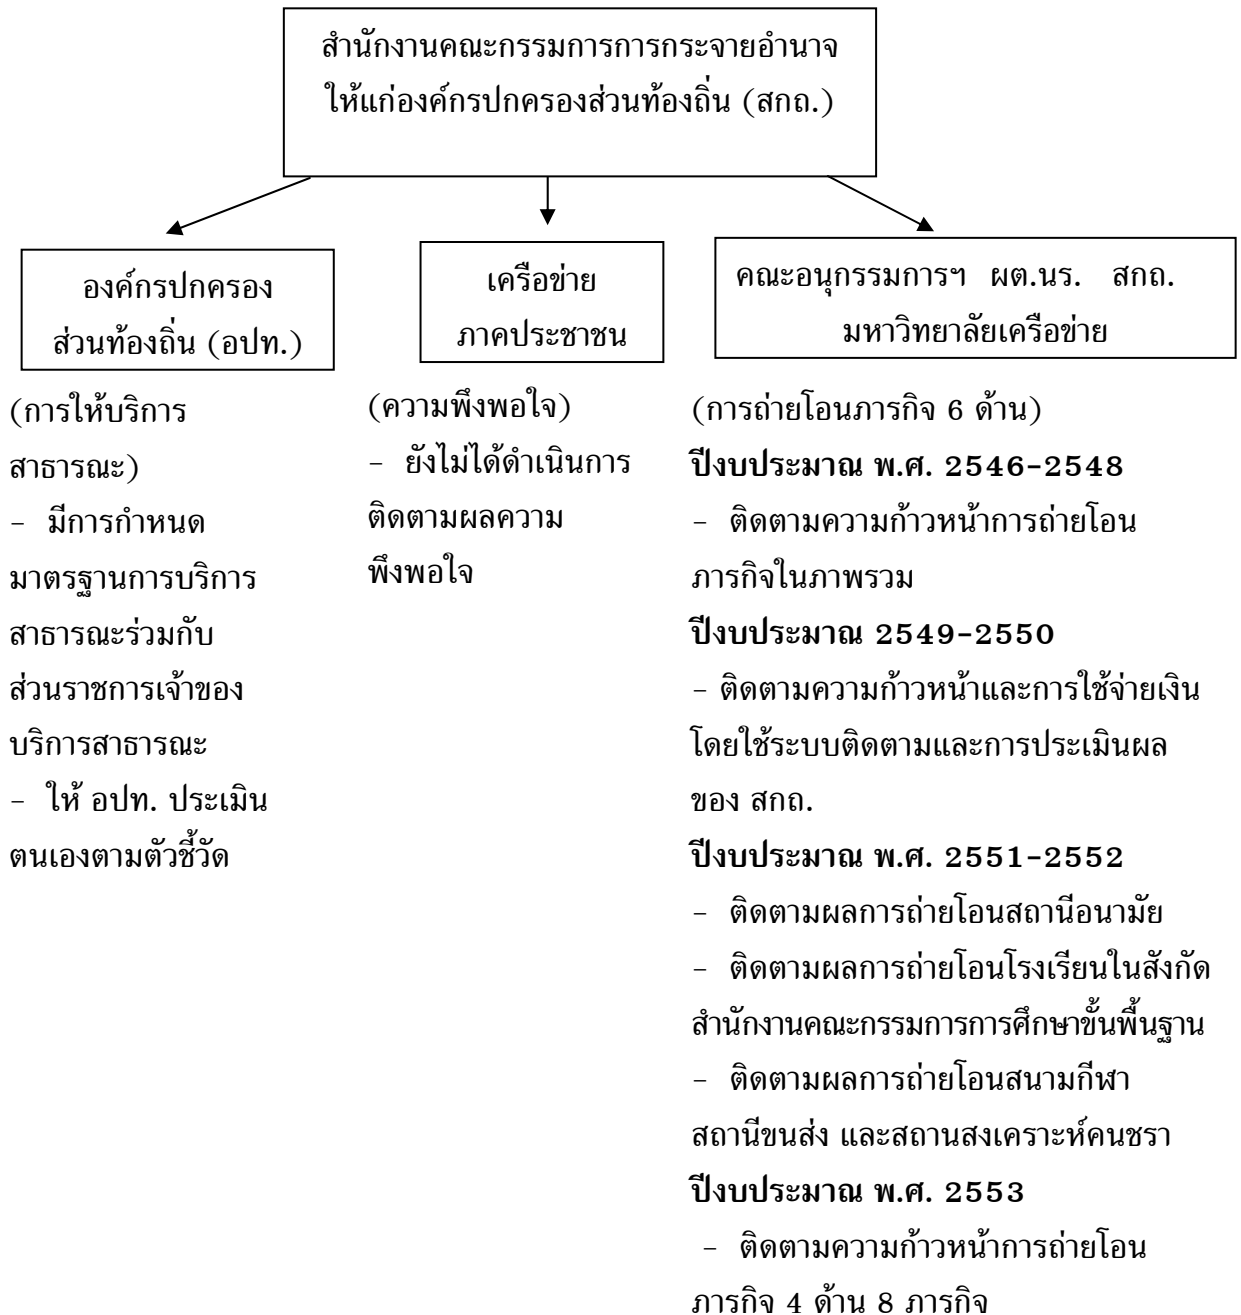 สำนักงานคณะกรรมการการกระจายอำนาจ
ให้แก่องค์กรปกครองส่วนท้องถิ่น (สกถ.)
องค์กรปกครอง
ส่วนท้องถิ่น (อปท.)
เครือข่าย
ภาคประชาชน
คณะอนุกรรมการฯ ผต.นร. สกถ.
มหาวิทยาลัยเครือข่าย
(การให้บริการ
สาธารณะ)
- มีการกำหนด
มาตรฐานการบริการ
สาธารณะร่วมกับ
ส่วนราชการเจ้าของ
บริการสาธารณะ
- ให้ อปท. ประเมิน
ตนเองตามตัวชี้วัด
(ความพึงพอใจ)
- ยังไม่ได้ดำเนินการ
ติดตามผลความ
พึงพอใจ
(การถ่ายโอนภารกิจ 6 ด้าน)
ปีงบประมาณ พ.ศ. 2546-2548
- ติดตามความก้าวหน้าการถ่ายโอน
ภารกิจในภาพรวม
ปีงบประมาณ 2549-2550
- ติดตามความก้าวหน้าและการใช้จ่ายเงิน
โดยใช้ระบบติดตามและการประเมินผล
ของ สกถ.
ปีงบประมาณ พ.ศ. 2551-2552
- ติดตามผลการถ่ายโอนสถานีอนามัย
- ติดตามผลการถ่ายโอนโรงเรียนในสังกัด
สำนักงานคณะกรรมการการศึกษาขั้นพื้นฐาน
- ติดตามผลการถ่ายโอนสนามกีฬา
สถานีขนส่ง และสถานสงเคราะห์คนชรา
ปีงบประมาณ พ.ศ. 2553
- ติดตามความก้าวหน้าการถ่ายโอน
ภารกิจ 4 ด้าน 8 ภารกิจ